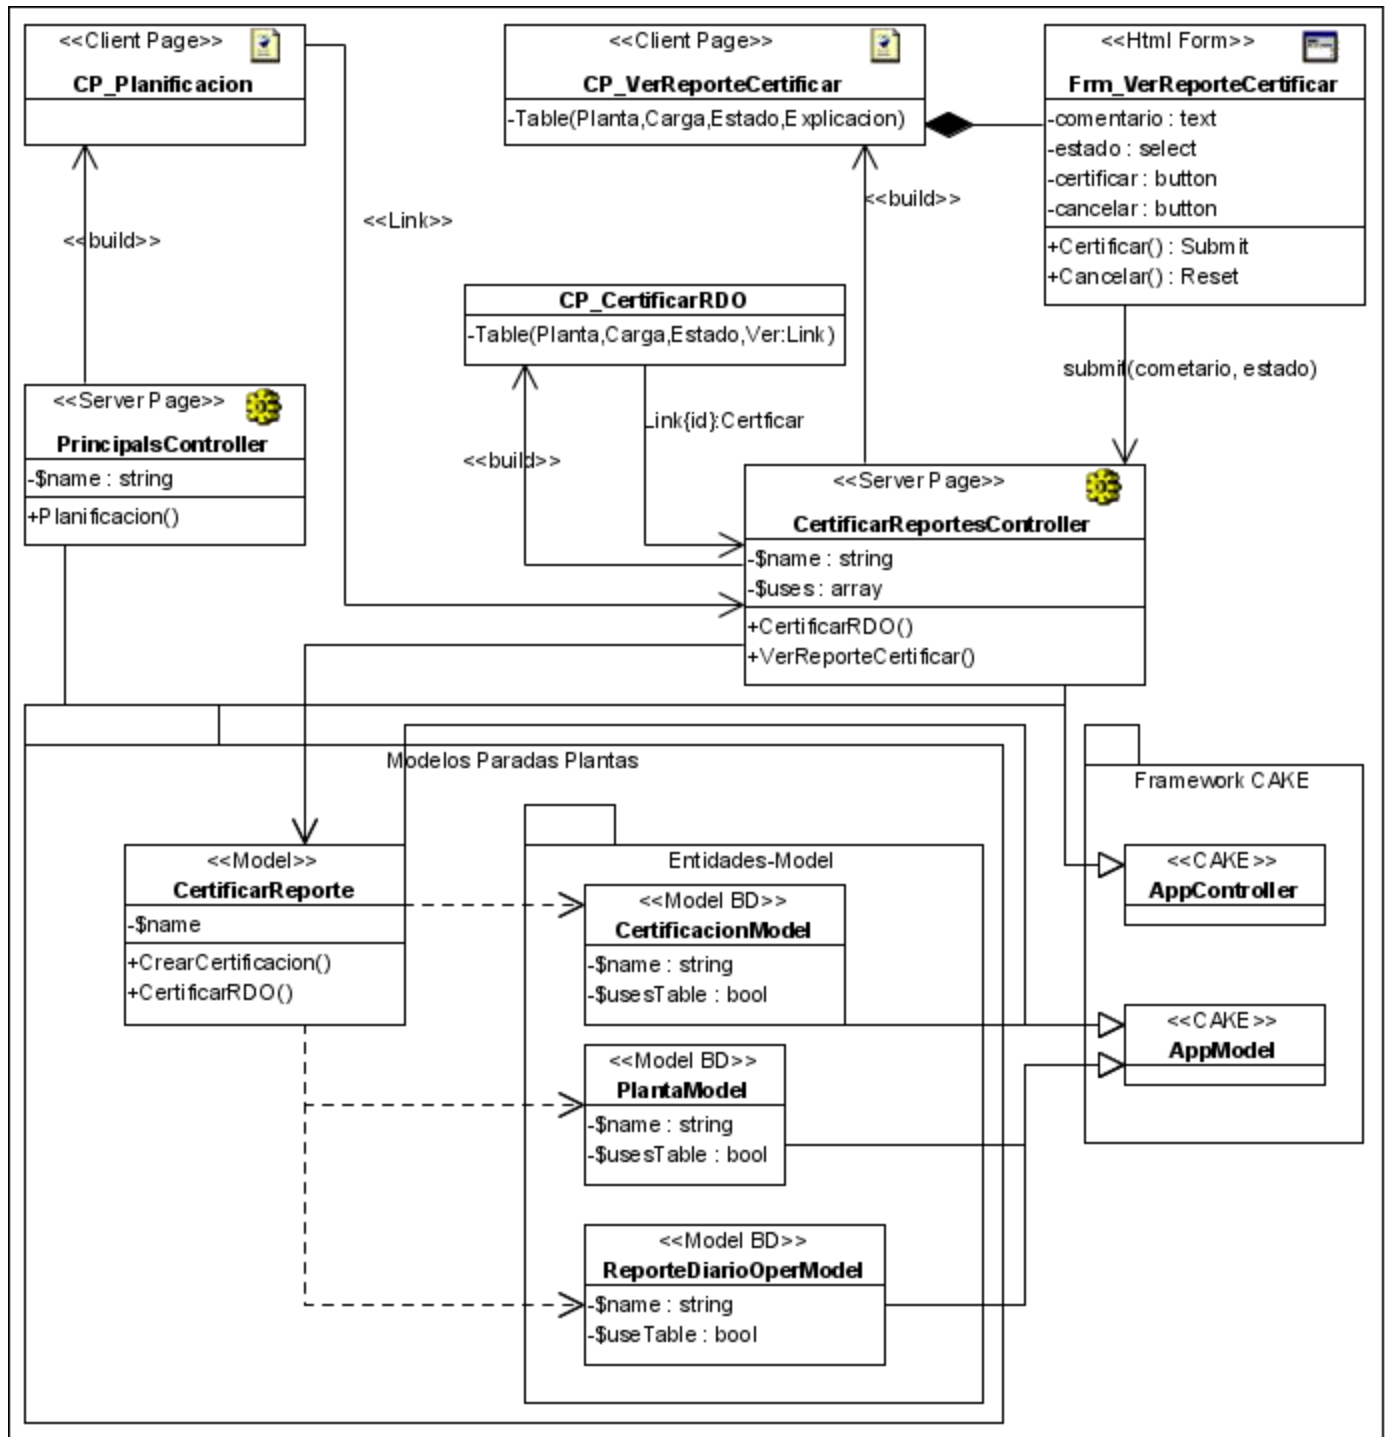 <<Client Page>>
CP_Planificacion
<<Client Page>>
CP_VerReporteCertificar
-Table(Planta,Carga,Estado,Explicacion)
<<Html Form>>
Frm_VerReporteCertificar
-comentario : text
-estado : select
-certificar : button
-cancelar : button
+Certificar() : Submit
+Cancelar() : Reset
<<build>>
<<Link>>
<<build>>
CP_CertificarRDO
-Table(Planta,Carga,Estado,Ver:Link)
submit(cometario, estado)
<<Server Page>>
PrincipalsController
-$name : string
+Planificacion()
Link{id}:Certficar
<<build>>
<<Server Page>>
CertificarReportesController
-$name : string
-$uses : array
+CertificarRDO()
+VerReporteCertificar()
Modelos Paradas Plantas
Framework CAKE
<<Model>>
CertificarReporte
-$name
+CrearCertificacion()
+CertificarRDO()
Entidades-Model
<<Model BD>>
CertificacionModel
-$name : string
-$usesTable : bool
<<CAKE>>
AppController
<<CAKE>>
AppModel
<<Model BD>>
PlantaModel
-$name : string
-$usesTable : bool
<<Model BD>>
ReporteDiarioOperModel
-$name : string
-$useTable : bool